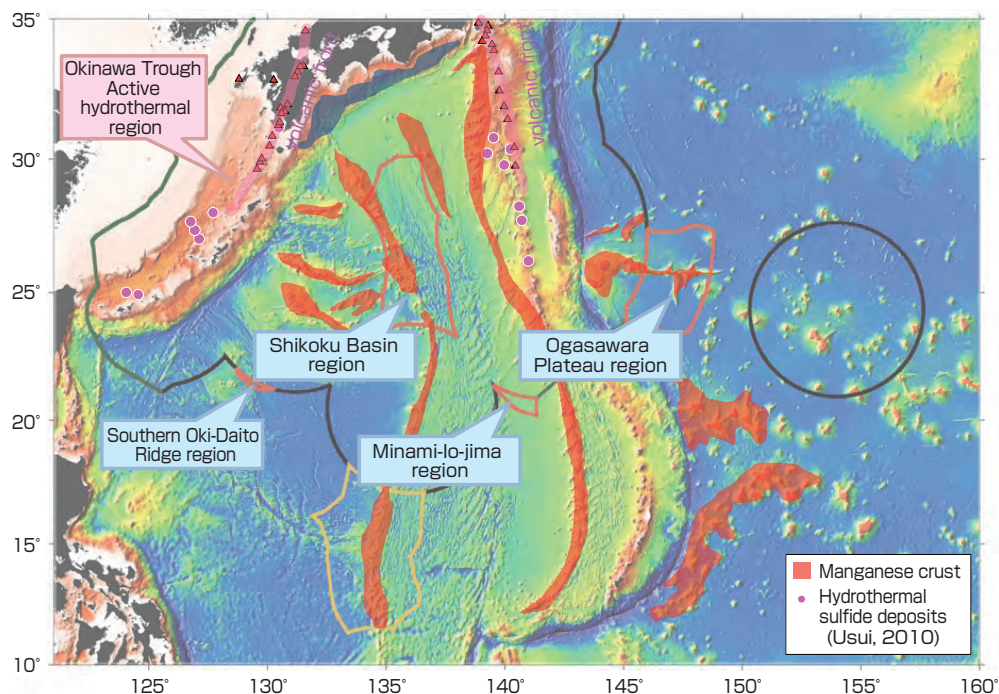 35°
30°
25°
20°
15°
10°
125°
130°
135°
140°
145°
150°
155°
160°
Okinawa Trough
Active
hydrothermal
region
volcanic front
volcanic front
Shikoku Basin
region
Ogasawara
Plateau region
Southern Oki-Daito
Ridge region
Minami-Io-jima
region
Manganese crust
Hydrothermal
sulfide deposits
(Usui, 2010)